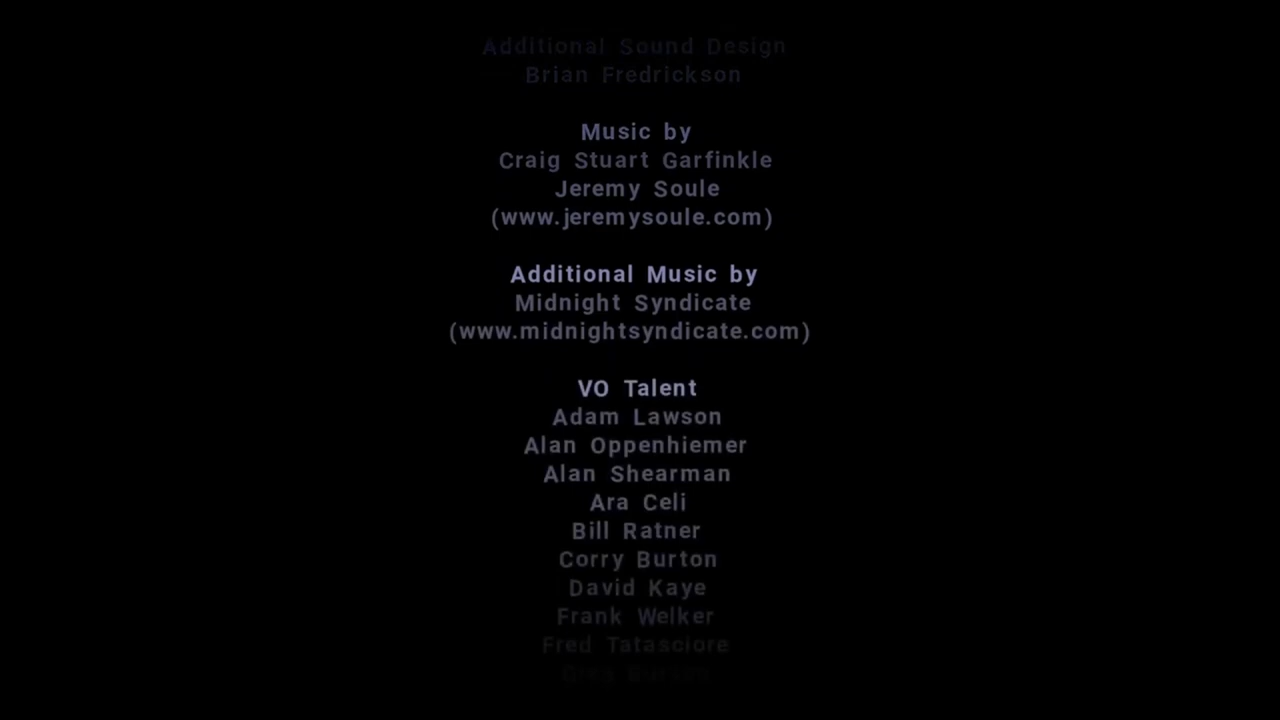 Additional Sound Design
Brian Fredrickson
Music by
Craig Stuart Garfinkle
Jeremy Soule
(www.jeremysoule.com)
Additional Music by
Midnight Syndicate
(www.midnightsyndicate.com)
VO Talent
Adam Lawson
Alan Oppenhiemer
Alan Shearman
Ara Celi
Bill Ratner
Corry Burton
David Kaye
Frank Welker
Fred Tatasciore
Greg Burson